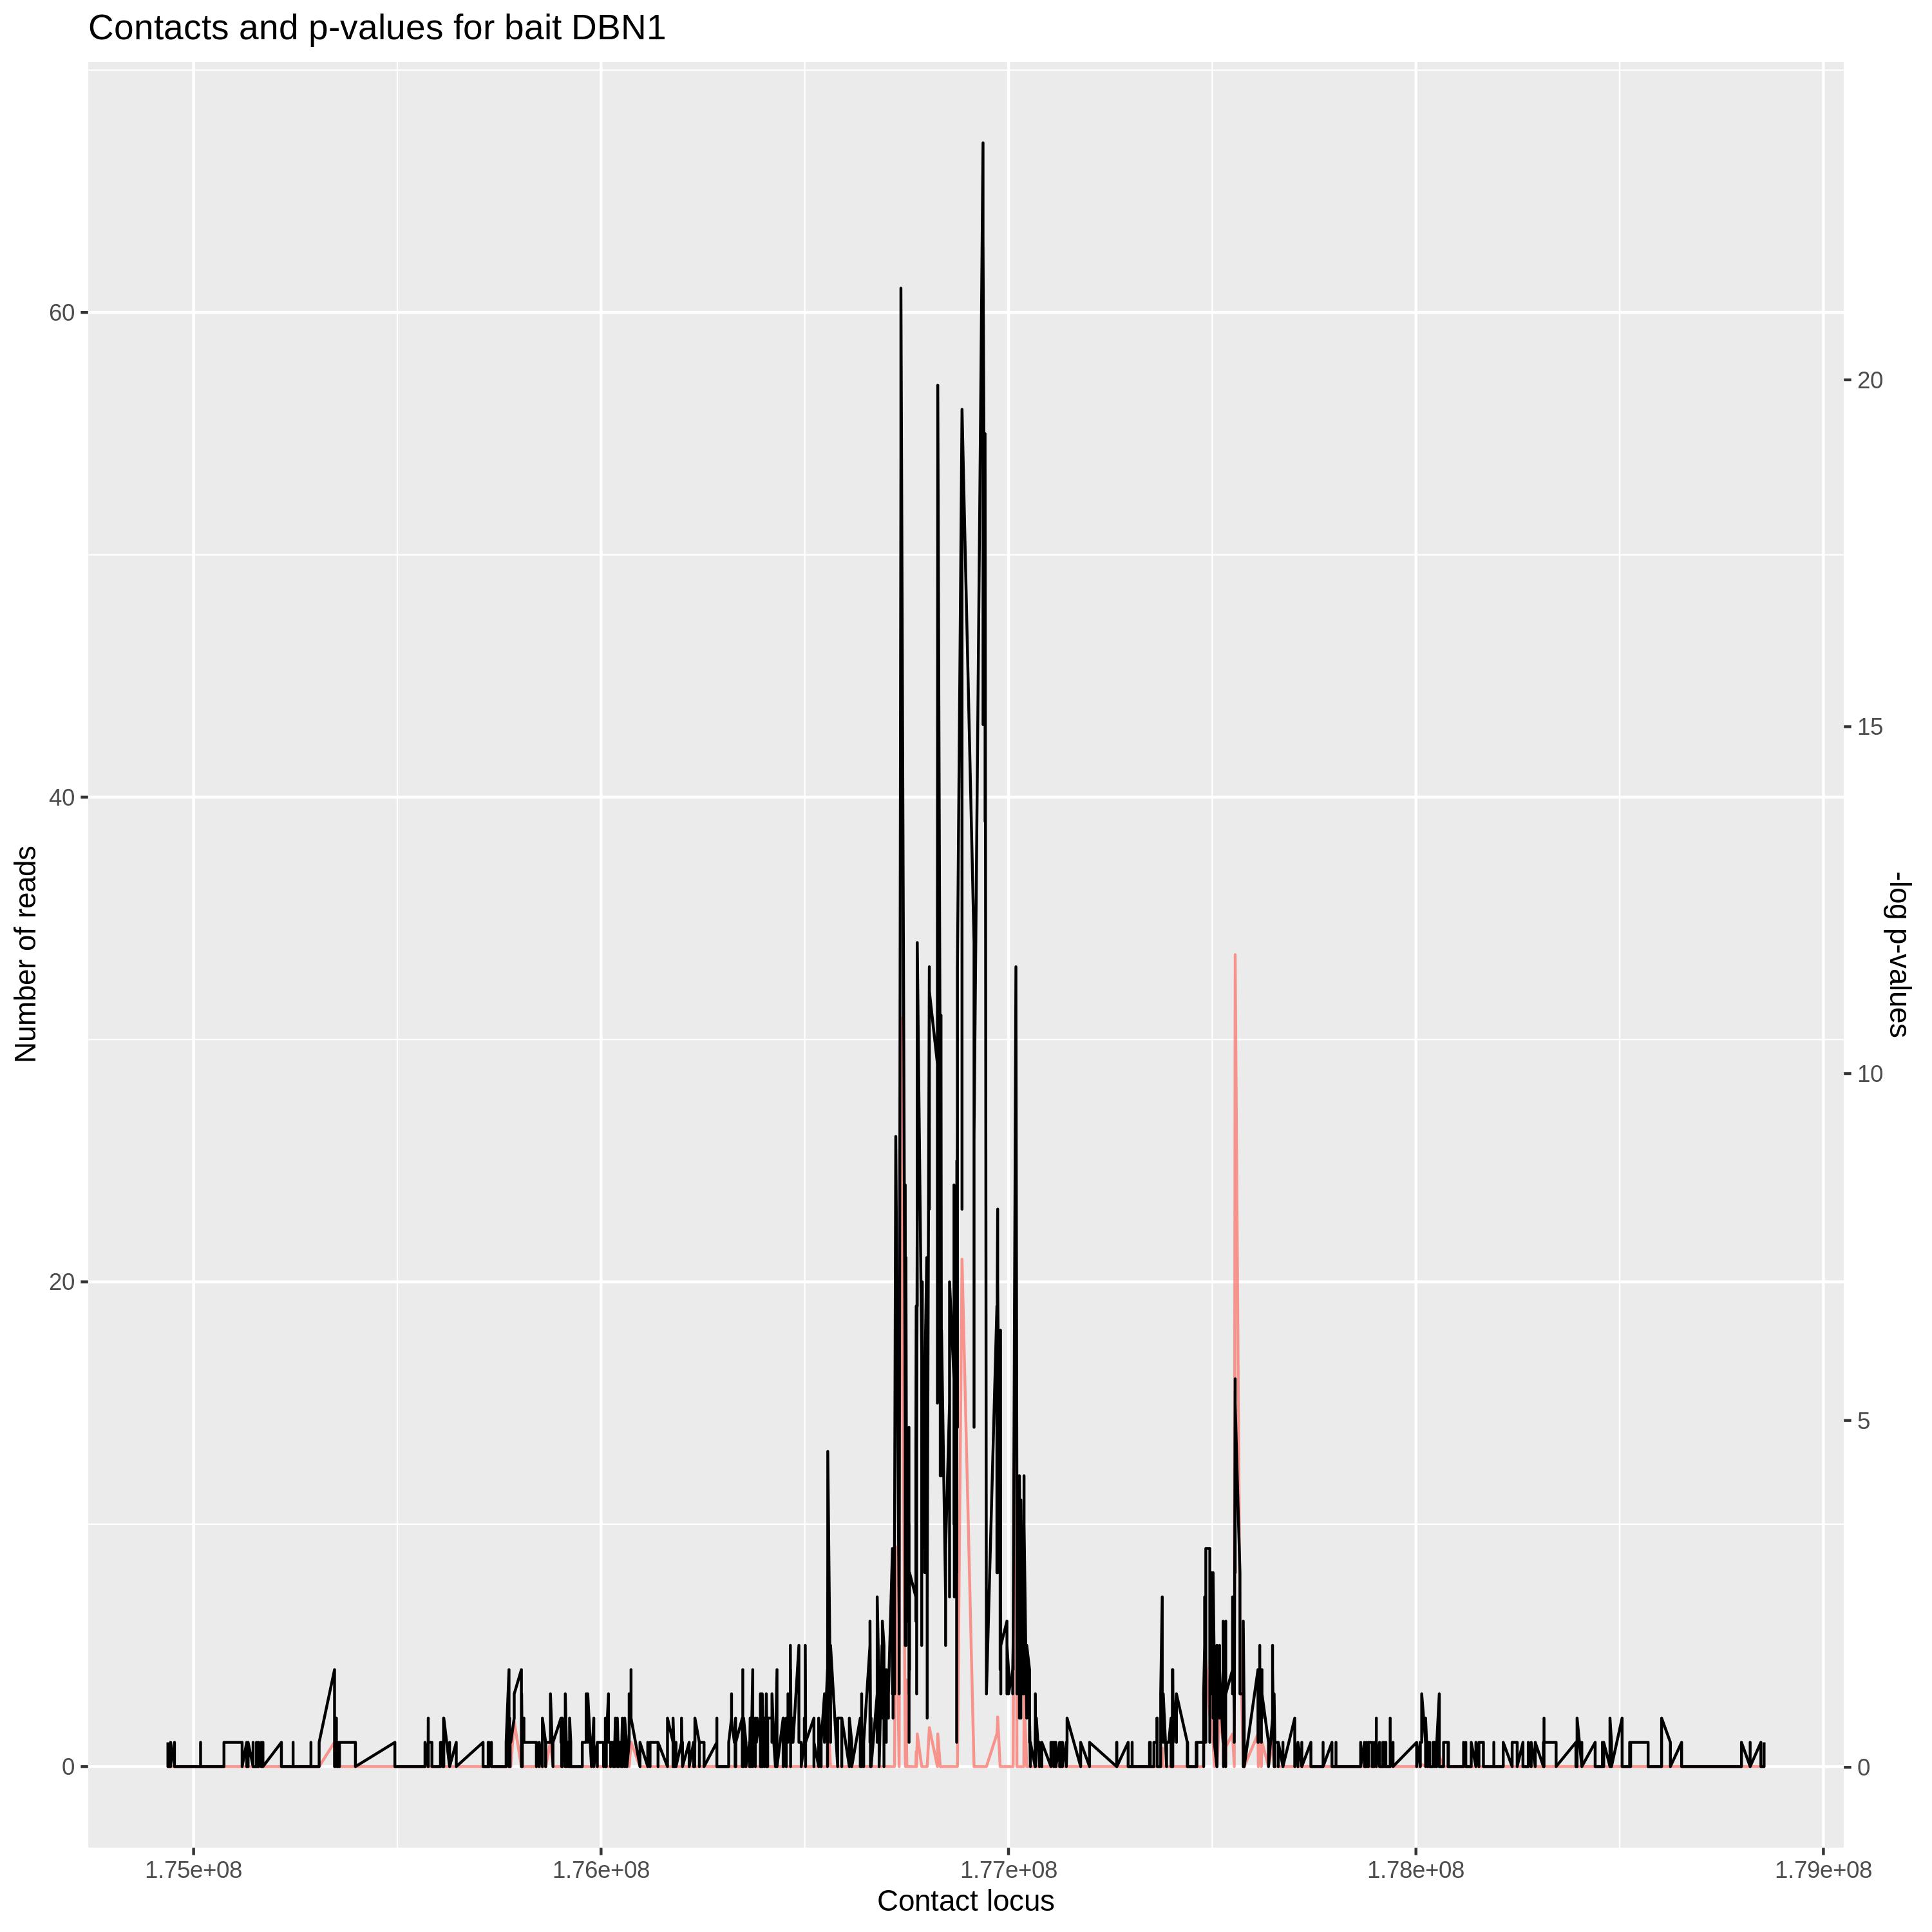 Contacts and p-values for bait DBN1
60
40
20
0
Number of reads
20
15
10
5
0
-log p-values
1.75e+08
1.76e+08
1.77e+08
1.78e+08
1.79e+08
Contact locus